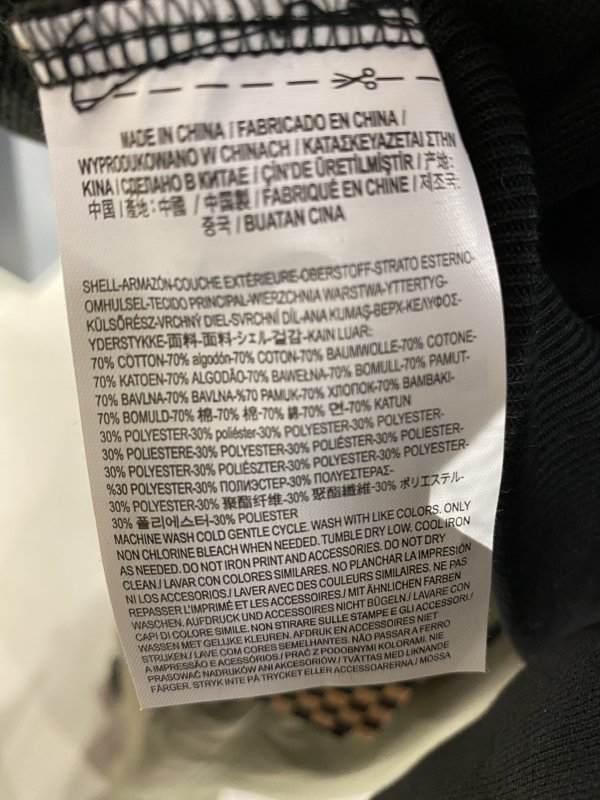 MADE IN CHINA / FABRICADO EN CHINA /
WYPRODUKOWANO W CHINACH / ΚΑΤΑΣΚΕΥΑΖΕΤΑΙ ΣΤΗΝ
ΚΙΝΑ | СДЕЛАНО В КИТАЕ / ÇİN'DE ÜRETİLMİŞTİR / 产地:
中国 | 產地: 中國 / 中国製 / FABRIQUÉ EN CHINE / 제조국:
중국 / BUATAN CINA
SHELL-ARMAZÓN-COUCHE EXTÉRIEURE-OBERSTOFF-STRATO ESTERNO-
OMHULSEL-TECIDO PRINCIPAL-WIERZCHNIA WARSTWA-YTTERTYG-
KÜLSŐRÉSZ-VRCHNÝ DIEL-SVRCHNÍ DÍL-ANA KUMAŞ-ВЕРХ-ΚΕΛΥΦΟΣ-
YDERSTYKKE-面料-面料-シェル-겉감-KAIN LUAR:
70% COTTON-70% algodón-70% COTON-70% BAUMWOLLE-70% COTONE-
70% KATOEN-70% ALGODÃO-70% BAWEŁNA-70% BOMULL-70% PAMUT-
70% BAVLNA-70% BAVLNA-%70 PAMUK-70% ХЛОПОК-70% ΒΑΜΒΑΚΙ-
70% BOMULD-70% 棉-70% 棉-70% 綿-70% 면-70% KATUN
30% POLYESTER-30% poliéster-30% POLYESTER-30% POLYESTER-
30% POLIESTERE-30% POLYESTER-30% POLIÉSTER-30% POLIESTER-
30% POLYESTER-30% POLIÉSZTER-30% POLYESTER-30% POLYESTER-
%30 POLYESTER-30% ПОЛИЭСТЕР-30% ΠΟΛΥΕΣΤΕΡΑΣ-
30% POLYESTER-30% 聚酯纤维-30% 聚酯纖維-30% ポリエステル-
30% 폴리에스터-30% POLIESTER
MACHINE WASH COLD GENTLE CYCLE. WASH WITH LIKE COLORS. ONLY
NON CHLORINE BLEACH WHEN NEEDED. TUMBLE DRY LOW. COOL IRON
AS NEEDED. DO NOT IRON PRINT AND ACCESSORIES. DO NOT DRY
CLEAN./ LAVAR CON COLORES SIMILARES. NO PLANCHAR LA IMPRESIÓN
NI LOS ACCESORIOS./ LAVER AVEC DES COULEURS SIMILAIRES. NE PAS
REPASSER L'IMPRIMÉ ET LES ACCESSOIRES./ MIT ÄHNLICHEN FARBEN
WASCHEN. AUFDRUCK UND ACCESSOIRES NICHT BÜGELN./ LAVARE CON
CAPI DI COLORE SIMILE. NON STIRARE SULLE STAMPE E GLI ACCESSORI./
WASSEN MET GELIJKE KLEUREN. AFDRUK EN ACCESSOIRES NIET
STRIJKEN./ LAVE COM CORES SEMELHANTES. NÃO PASSAR A FERRO
A IMPRESSÃO E ACESSÓRIOS./ PRAĆ Z PODOBNYMI KOLORAMI. NIE
PRASOWAĆ NADRUKÓW ANI AKCESORIÓW./ TVÄTTAS MED LIKNANDE
FÄRGER. STRYK INTE PÅ TRYCKET ELLER ACCESSOARERNA./ MOSSA